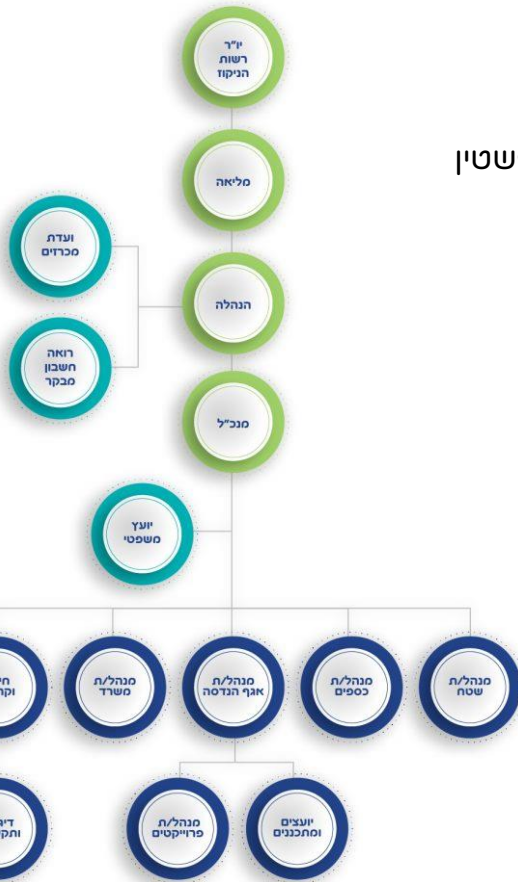 יו"ר
רשות
הניקוז
שטין
מליאה
ועדת
מכרזים
הנהלה
רואה
חשבון
מבקר
מנכ"ל
יועץ
משפטי
מנהל/ת
שטח
מנהל/ת
כספים
מנהל/ת
אגף הנדסה
מנהל/ת
משרד
יועצים
ומתכננים
מנהל/ת
פרוייקטים